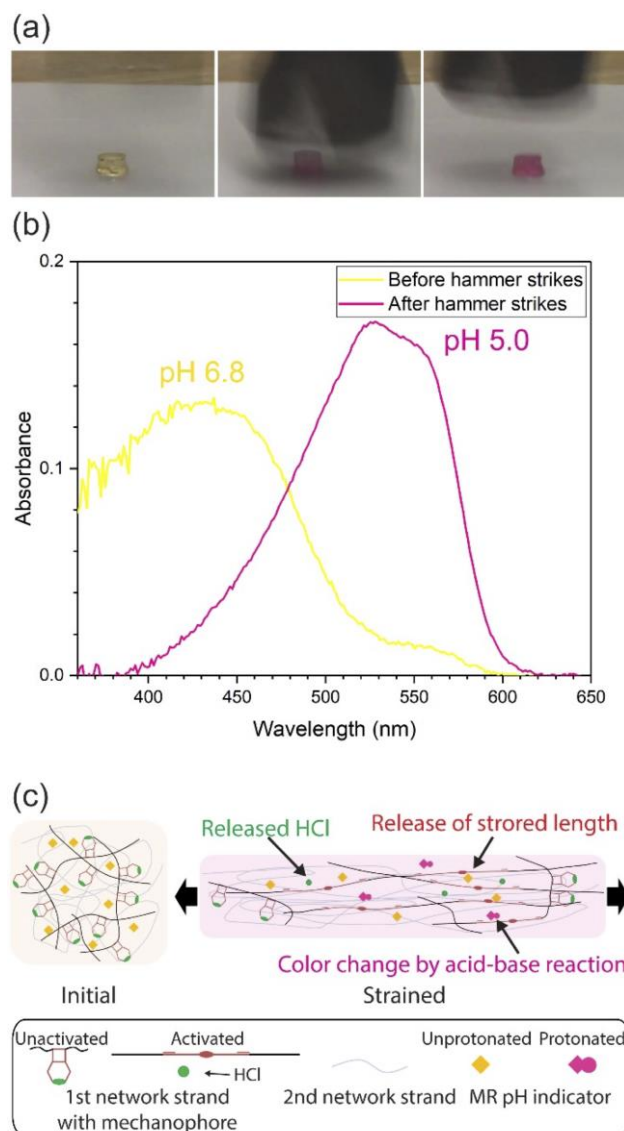 (a)
(b)
0.2
Before hammer strikes
After hammer strikes
pH 6.8
pH 5.0
0.1
Absorbance
0.0
400 450 500 550 600 650
Wavelength (nm)
(c)
Released HCl
Release of strored length
Color change by acid-base reaction
Initial
Strained
Unactivated
Activated
Unprotonated
Protonated
HCl
1st network strand
with mechanophore
2nd network strand
MR pH indicator